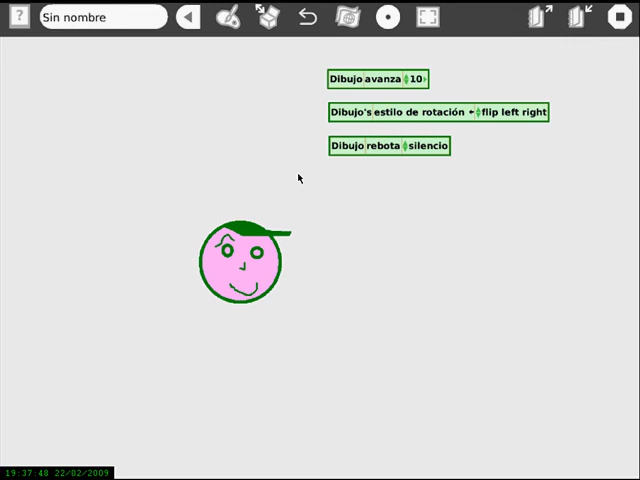 Sin nombre
Dibujo avanza 10
Dibujo's estilo de rotación ← flip left right
Dibujo rebota silencio
19:37:48 22/02/2009